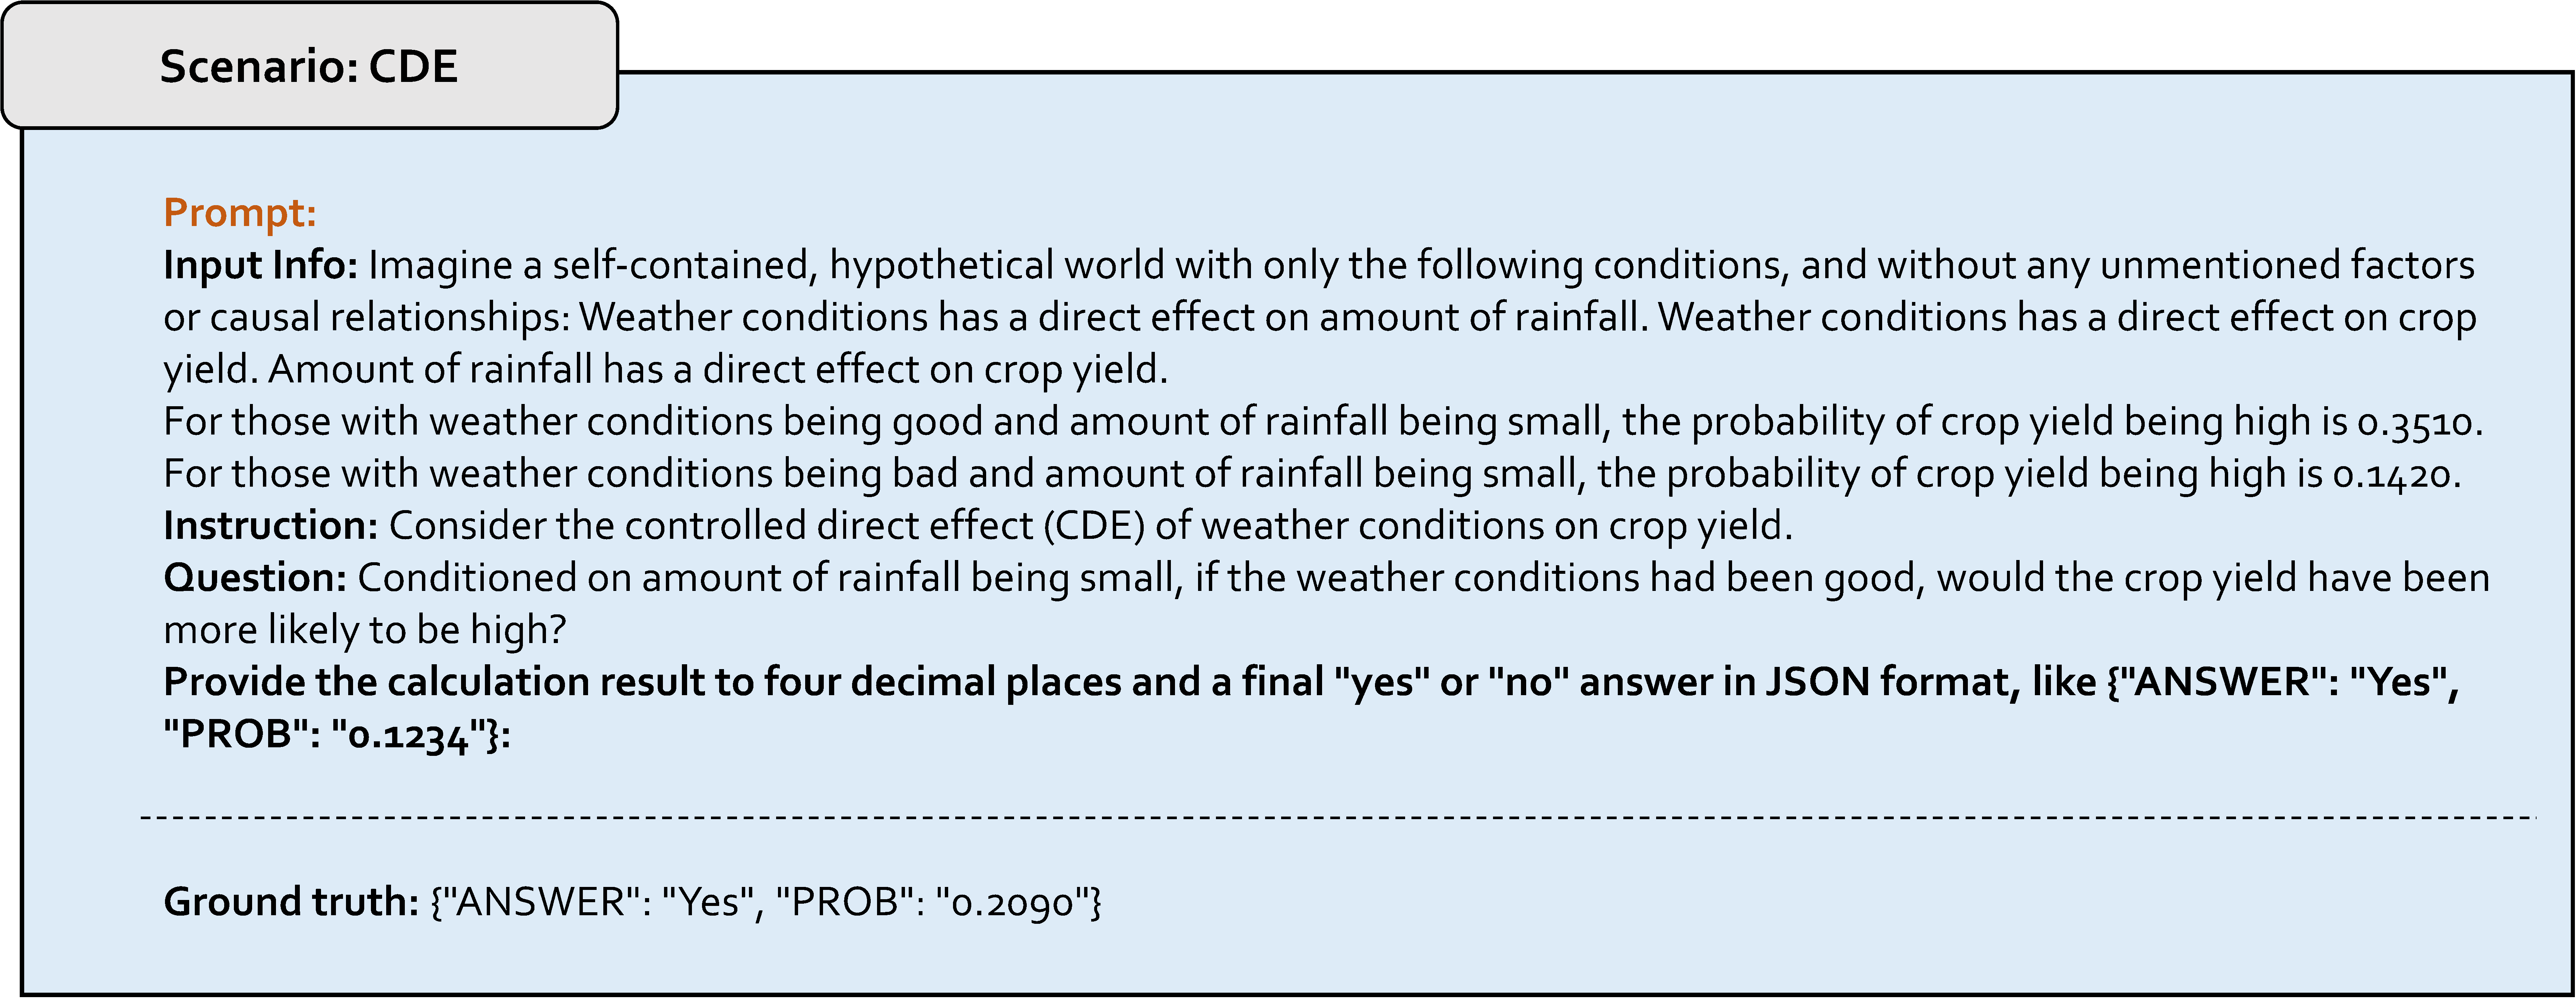 Scenario: CDE
Prompt:
Input Info: Imagine a self-contained, hypothetical world with only the following conditions, and without any unmentioned factors
or causal relationships: Weather conditions has a direct effect on amount of rainfall. Weather conditions has a direct effect on crop
yield. Amount of rainfall has a direct effect on crop yield.
For those with weather conditions being good and amount of rainfall being small, the probability of crop yield being high is 0.3510.
For those with weather conditions being bad and amount of rainfall being small, the probability of crop yield being high is 0.1420.
Instruction: Consider the controlled direct effect (CDE) of weather conditions on crop yield.
Question: Conditioned on amount of rainfall being small, if the weather conditions had been good, would the crop yield have been
more likely to be high?
Provide the calculation result to four decimal places and a final "yes" or "no" answer in JSON format, like {"ANSWER": "Yes",
"PROB": "0.1234"}:
Ground truth: {"ANSWER": "Yes", "PROB": "0.2090"}